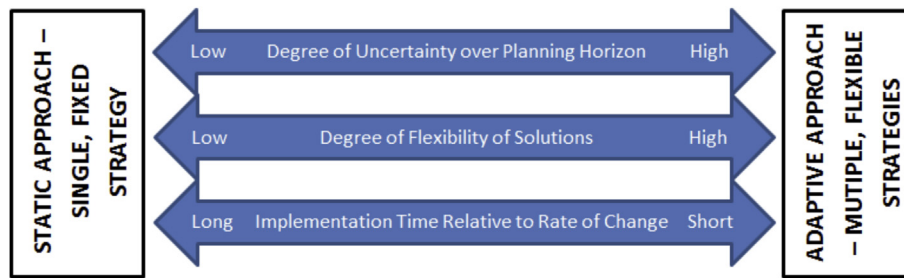 STATIC APPROACH –
SINGLE, FIXED
STRATEGY
Low Degree of Uncertainty over Planning Horizon High
Low Degree of Flexibility of Solutions High
Long Implementation Time Relative to Rate of Change Short
ADAPTIVE APPROACH
– MUTIPLE, FLEXIBLE
STRATEGIES